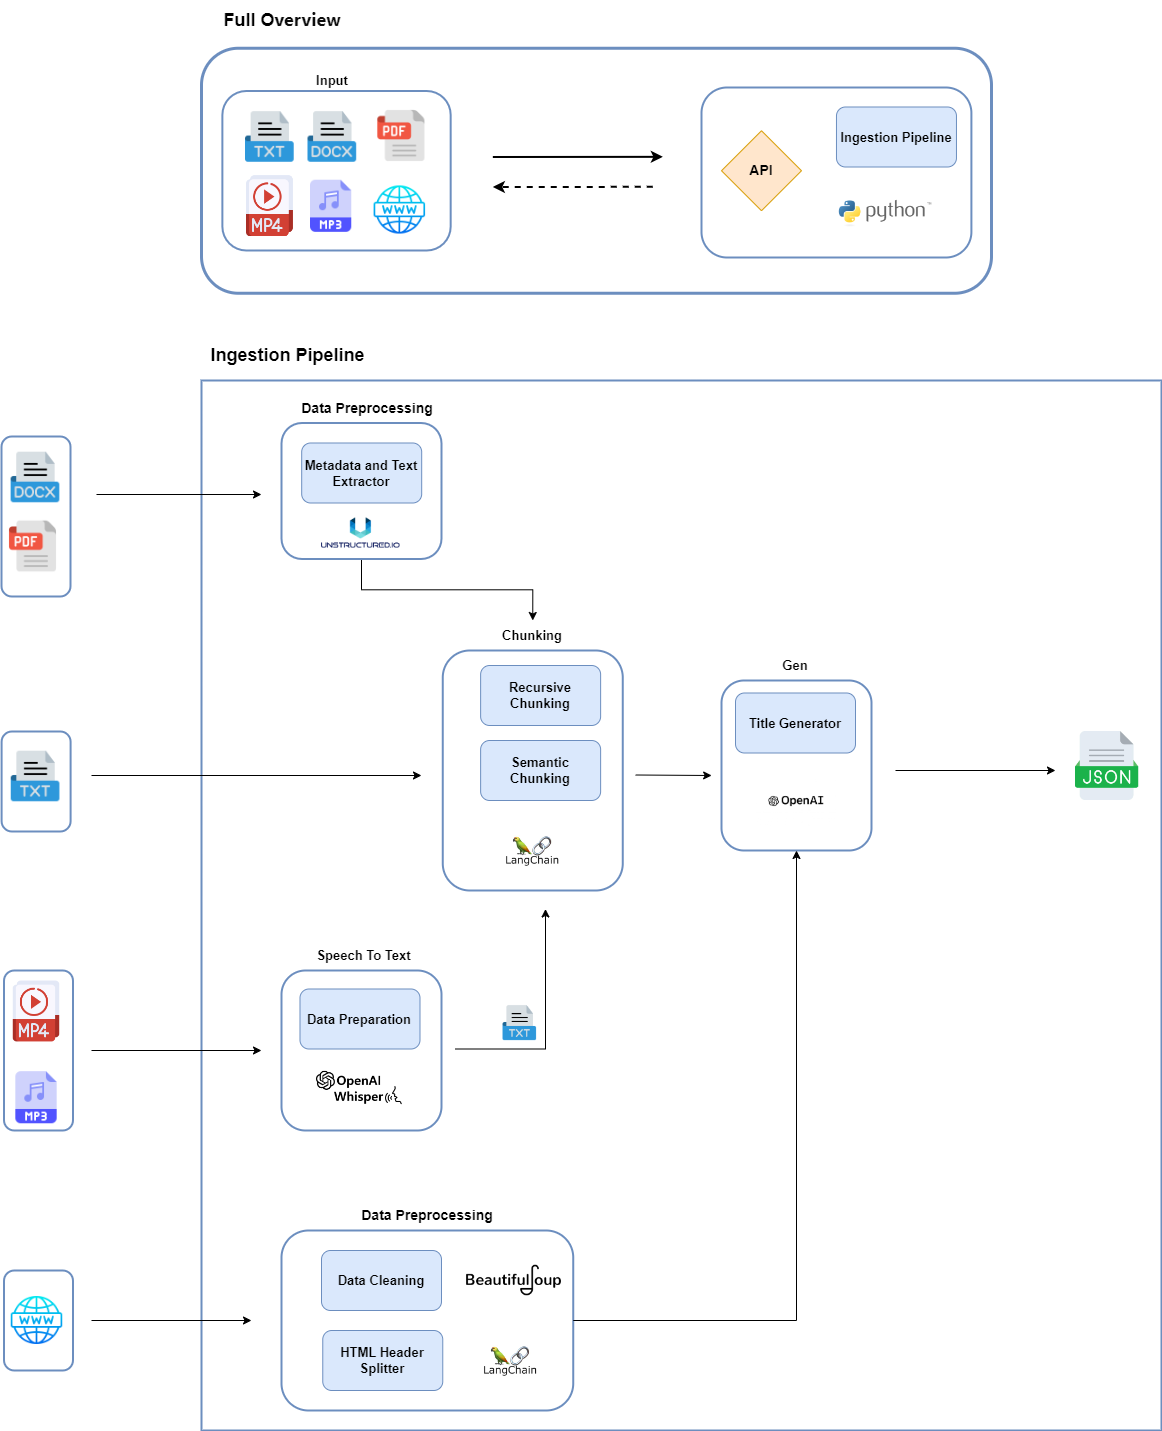 Full Overview
Input
TXT
DOCX
PDF
MP4
MP3
WWW
API
Ingestion Pipeline
python™
Ingestion Pipeline
DOCX
PDF
Data Preprocessing
Metadata and Text
Extractor
UNSTRUCTURED.IO
TXT
Chunking
Recursive
Chunking
Semantic
Chunking
LangChain
Gen
Title Generator
OpenAI
JSON
MP4
MP3
Speech To Text
Data Preparation
OpenAI
Whisper
TXT
WWW
Data Preprocessing
Data Cleaning
BeautifulSoup
HTML Header
Splitter
LangChain